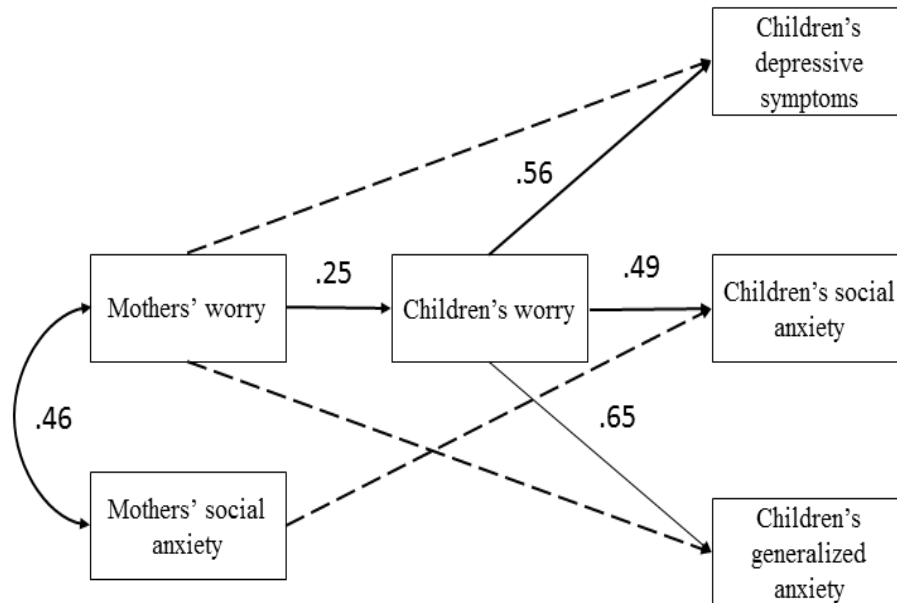 Children’s
depressive
symptoms
.56
.25
.49
Mothers’ worry
Children’s worry
Children’s social
anxiety
.46
.65
Mothers’ social
anxiety
Children’s
generalized
anxiety